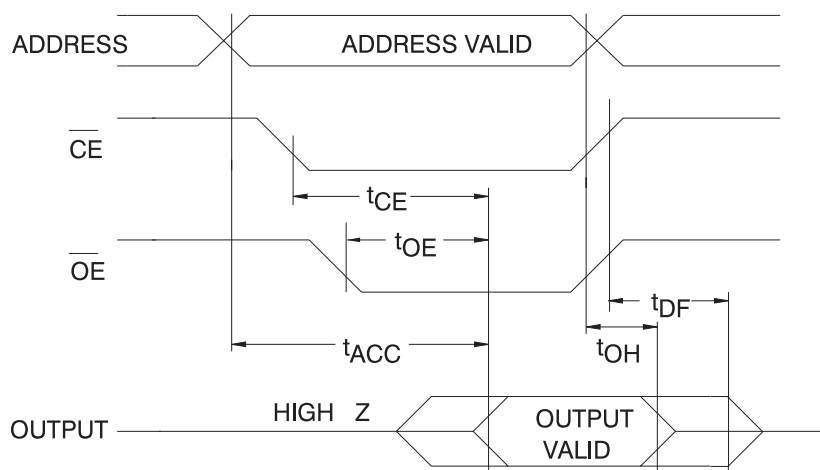 ADDRESS
ADDRESS VALID
CE
tCE
OE
tOE
tDF
tACC
tOH
OUTPUT
HIGH Z
OUTPUT
VALID